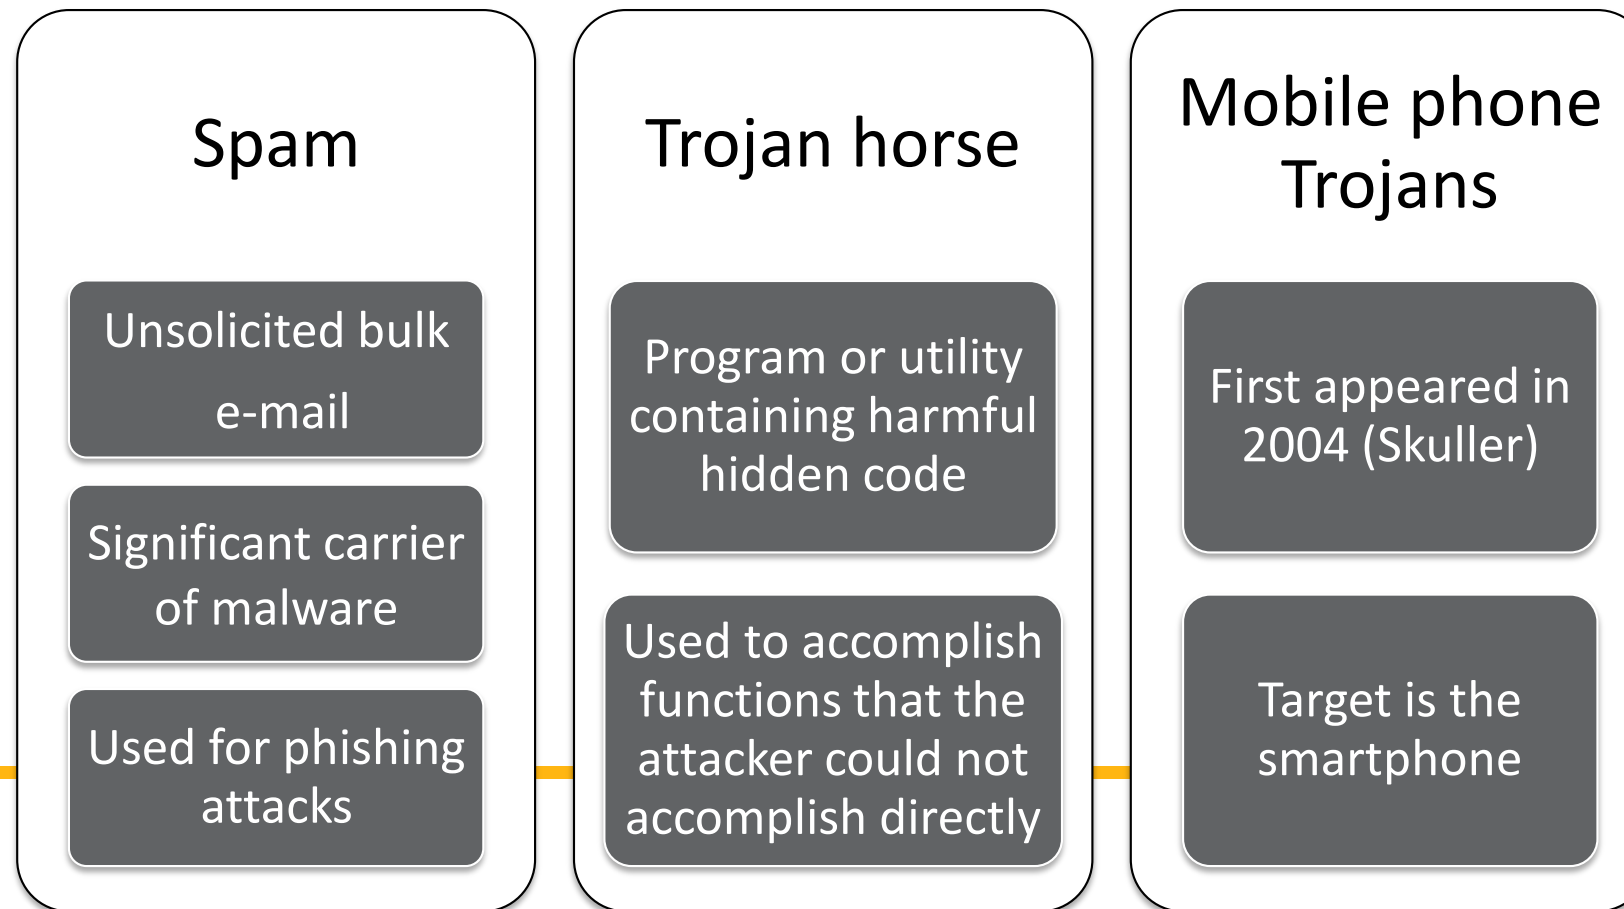 Spam
Unsolicited bulk
e-mail
Significant carrier
of malware
Used for phishing
attacks
Trojan horse
Program or utility
containing harmful
hidden code
Used to accomplish
functions that the
attacker could not
accomplish directly
Mobile phone
Trojans
First appeared in
2004 (Skuller)
Target is the
smartphone